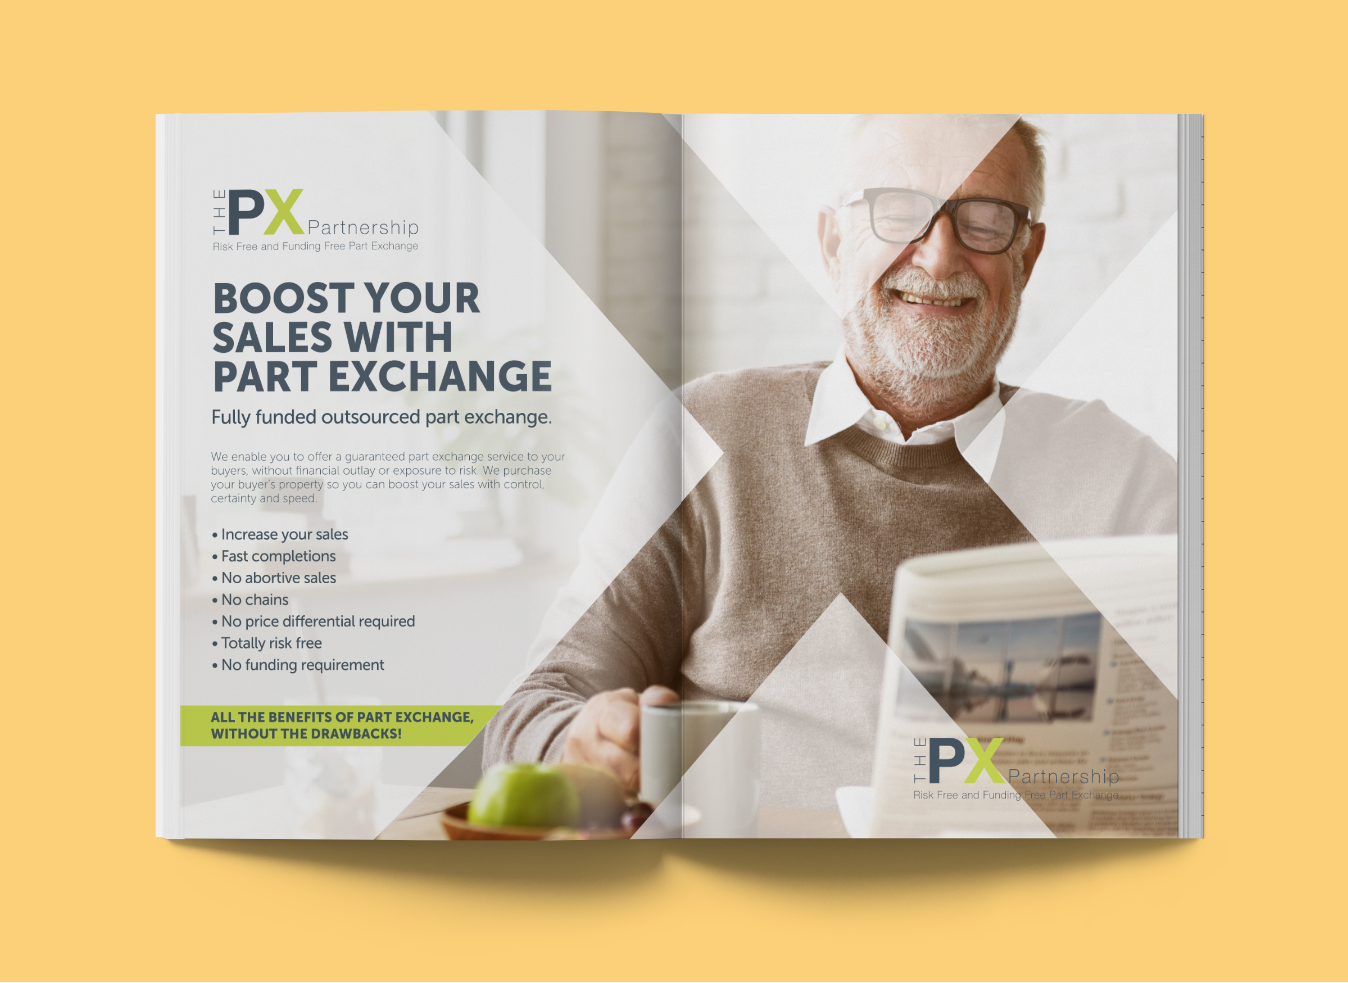 THE PX Partnership
Risk Free and Funding Free Part Exchange
BOOST YOUR
SALES WITH
PART EXCHANGE
Fully funded outsourced part exchange.
We enable you to offer a guaranteed part exchange service to your
buyers, without financial outlay or exposure to risk. We purchase
your buyer's property so you can boost your sales with control,
certainty and speed.
• Increase your sales
• Fast completions
• No abortive sales
• No chains
• No price differential required
• Totally risk free
• No funding requirement
ALL THE BENEFITS OF PART EXCHANGE,
WITHOUT THE DRAWBACKS!
THE PX Partnership
Risk Free and Funding Free Part Exchange